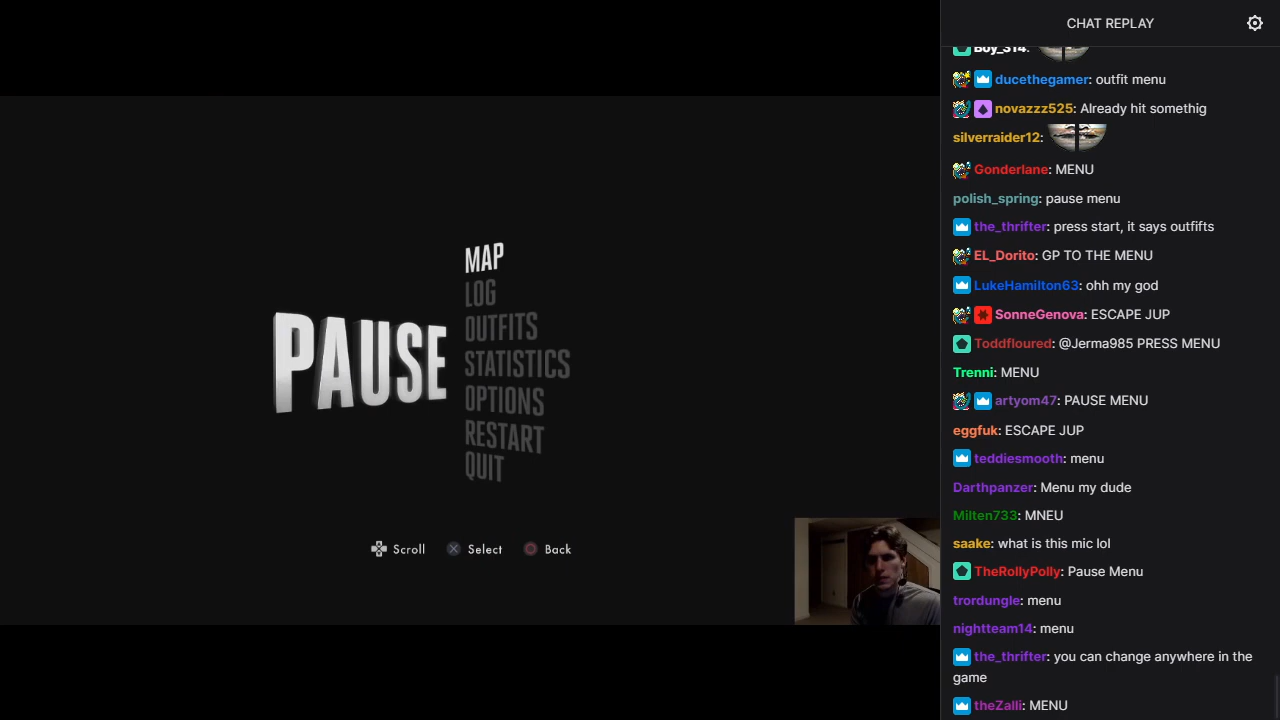 PAUSE
MAP
LOG
OUTFITS
STATISTICS
OPTIONS
RESTART
QUIT
Scroll
Select
Back
CHAT REPLAY
Boy_314:
ducethegamer: outfit menu
novazzz525: Already hit somethig
silverraider12:
Gonderlane: MENU
polish_spring: pause menu
the_thrifter: press start, it says outfifts
EL_Dorito: GP TO THE MENU
LukeHamilton63: ohh my god
SonneGenova: ESCAPE JUP
Toddfloured: @Jerma985 PRESS MENU
Trenni: MENU
artyom47: PAUSE MENU
eggfuk: ESCAPE JUP
teddiesmooth: menu
Darthpanzer: Menu my dude
Milten733: MNEU
saake: what is this mic lol
TheRollyPolly: Pause Menu
trordungle: menu
nightteam14: menu
the_thrifter: you can change anywhere in the
game
theZalli: MENU